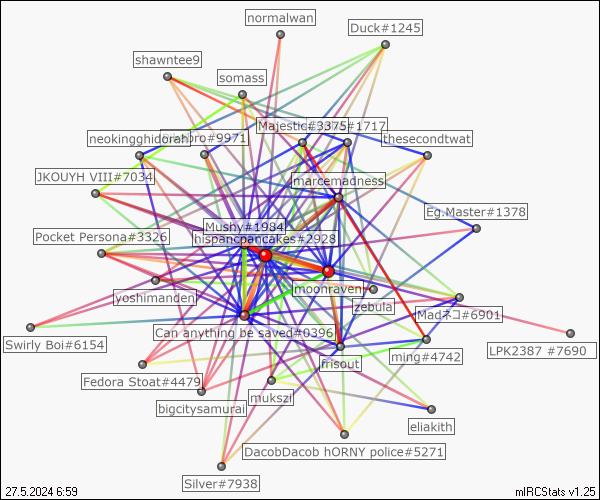 normalwan
Duck#1245
shawntee9
somass
Majestic#3375
#1717
neokingghidorah
bro#9971
thesecondtwat
JKOUYH VIII#7034
marcemadness
Eg.Master#1378
Mushy#1984
Pocket Persona#3326
hispancpancakes#2928
moonraven
yoshimanden
zebula
Madネコ#6901
Swirly Boi#6154
Can anything be saved#0396
LPK2387 #7690
ming#4742
frisout
Fedora Stoat#4479
mukszi
bigcitysamurai
eliakith
DacobDacob hORNY police#5271
Silver#7938
27.5.2024 6:59
mIRCStats v1.25